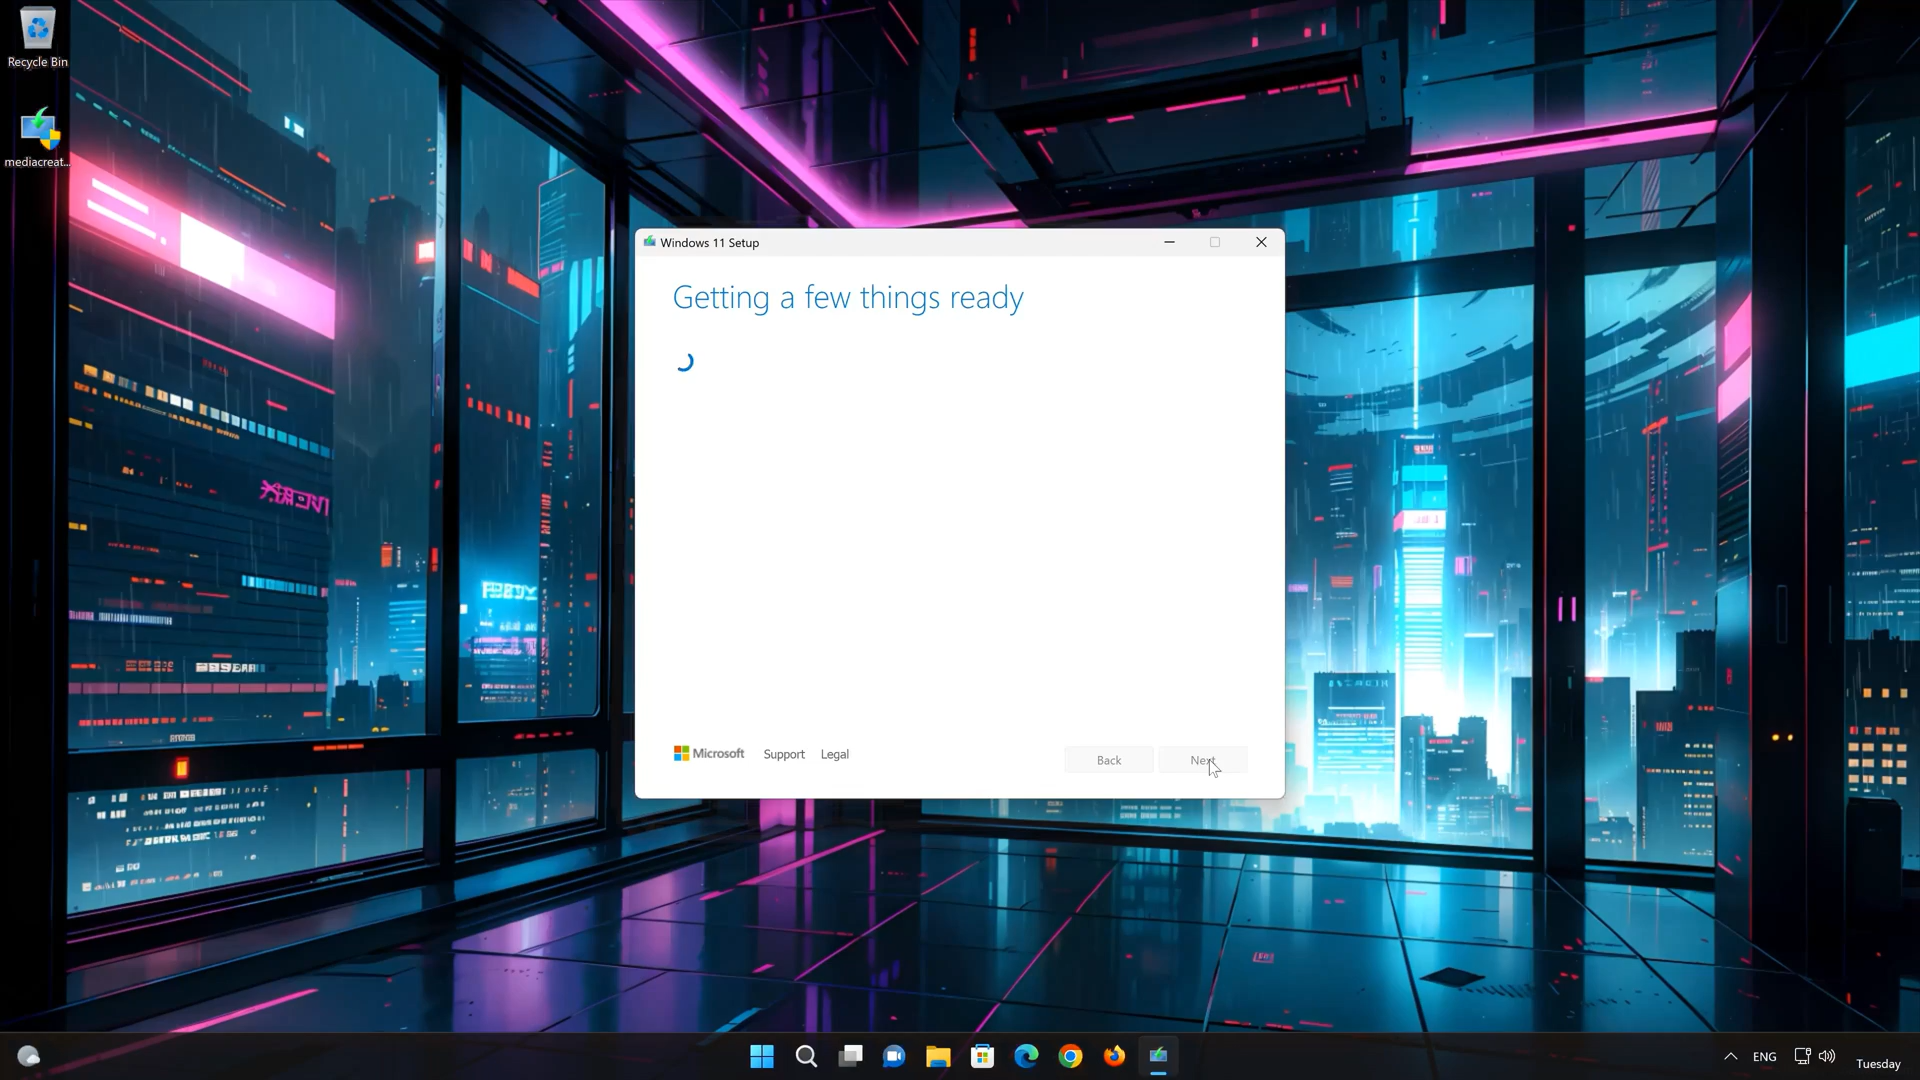 Recycle Bin
mediacreat...
Windows 11 Setup
Getting a few things ready
Microsoft
Support
Legal
Back
Next
ENG
Tuesday